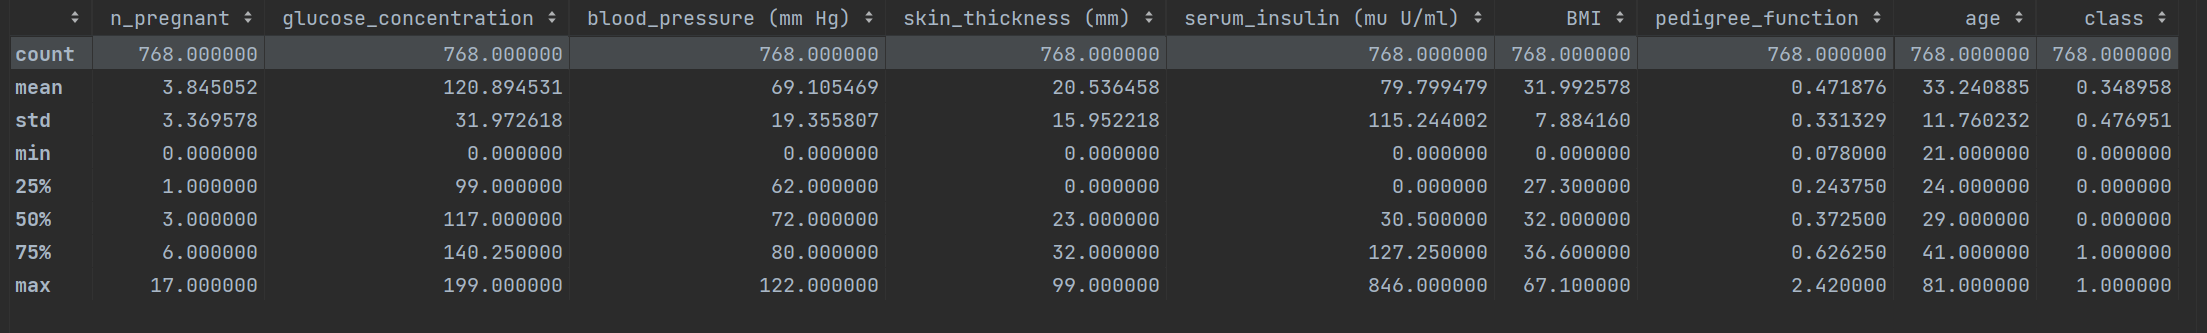 n_pregnant glucose_concentration blood_pressure (mm Hg) skin_thickness (mm) serum_insulin (mu U/ml) BMI pedigree_function age class
count 768.000000 768.000000 768.000000 768.000000 768.000000 768.000000 768.000000 768.000000 768.000000
mean 3.845052 120.894531 69.105469 20.536458 79.799479 31.992578 0.471876 33.240885 0.348958
std 3.369578 31.972618 19.355807 15.952218 115.244002 7.884160 0.331329 11.760232 0.476951
min 0.000000 0.000000 0.000000 0.000000 0.000000 0.000000 0.078000 21.000000 0.000000
25% 1.000000 99.000000 62.000000 0.000000 0.000000 27.300000 0.243750 24.000000 0.000000
50% 3.000000 117.000000 72.000000 23.000000 30.500000 32.000000 0.372500 29.000000 0.000000
75% 6.000000 140.250000 80.000000 32.000000 127.250000 36.600000 0.626250 41.000000 1.000000
max 17.000000 199.000000 122.000000 99.000000 846.000000 67.100000 2.420000 81.000000 1.000000